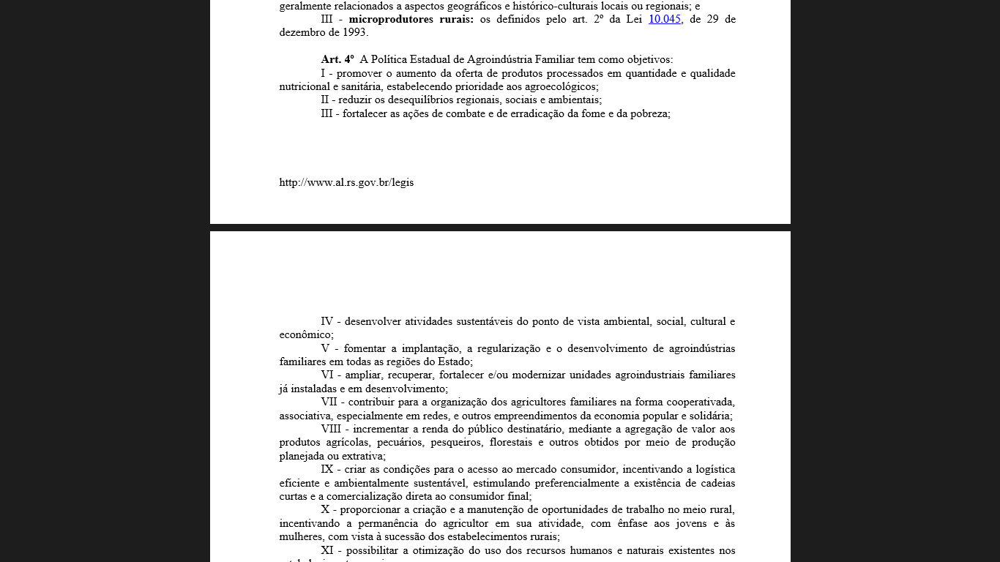 geralmente relacionados a aspectos geográficos e histórico-culturais locais ou regionais; e
III - microprodutores rurais: os definidos pelo art. 2º da Lei 10.045, de 29 de
dezembro de 1993.
Art. 4º A Política Estadual de Agroindústria Familiar tem como objetivos:
I - promover o aumento da oferta de produtos processados em quantidade e qualidade
nutricional e sanitária, estabelecendo prioridade aos agroecológicos;
II - reduzir os desequilíbrios regionais, sociais e ambientais;
III - fortalecer as ações de combate e de erradicação da fome e da pobreza;
http://www.al.rs.gov.br/legis
IV - desenvolver atividades sustentáveis do ponto de vista ambiental, social, cultural e
econômico;
V - fomentar a implantação, a regularização e o desenvolvimento de agroindústrias
familiares em todas as regiões do Estado;
VI - ampliar, recuperar, fortalecer e/ou modernizar unidades agroindustriais familiares
já instaladas e em desenvolvimento;
VII - contribuir para a organização dos agricultores familiares na forma cooperativada,
associativa, especialmente em redes, e outros empreendimentos da economia popular e solidária;
VIII - incrementar a renda do público destinatário, mediante a agregação de valor aos
produtos agrícolas, pecuários, pesqueiros, florestais e outros obtidos por meio de produção
planejada ou extrativa;
IX - criar as condições para o acesso ao mercado consumidor, incentivando a logística
eficiente e ambientalmente sustentável, estimulando preferencialmente a existência de cadeias
curtas e a comercialização direta ao consumidor final;
X - proporcionar a criação e a manutenção de oportunidades de trabalho no meio rural,
incentivando a permanência do agricultor em sua atividade, com ênfase aos jovens e às
mulheres, com vista à sucessão dos estabelecimentos rurais;
XI - possibilitar a otimização do uso dos recursos humanos e naturais existentes nos